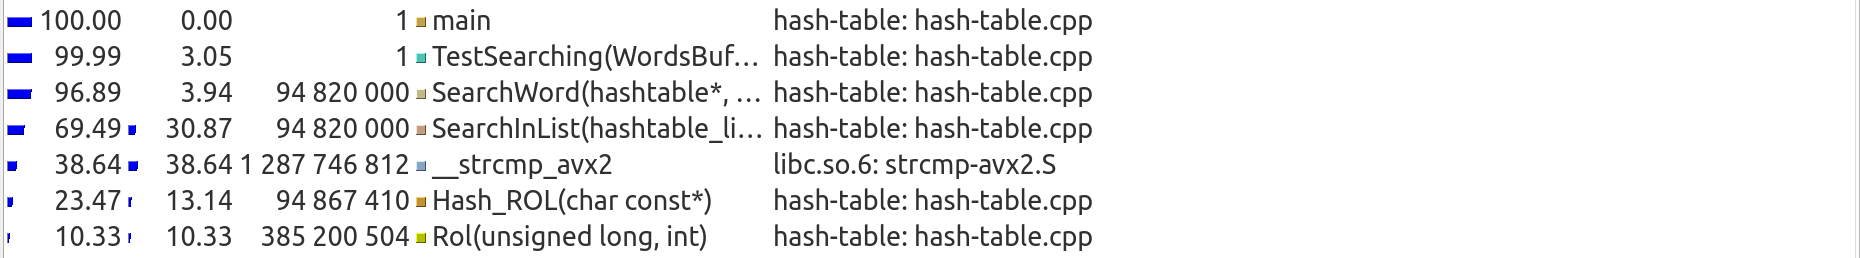 100.00 0.00 1 main hash-table: hash-table.cpp
99.99 3.05 1 TestSearching(WordsBuf... hash-table: hash-table.cpp
96.89 3.94 94 820 000 SearchWord(hashtable*, ... hash-table: hash-table.cpp
69.49 30.87 94 820 000 SearchInList(hashtable_li... hash-table: hash-table.cpp
38.64 38.64 1 287 746 812 __strcmp_avx2 libc.so.6: strcmp-avx2.S
23.47 13.14 94 867 410 Hash_ROL(char const*) hash-table: hash-table.cpp
10.33 10.33 385 200 504 Rol(unsigned long, int) hash-table: hash-table.cpp